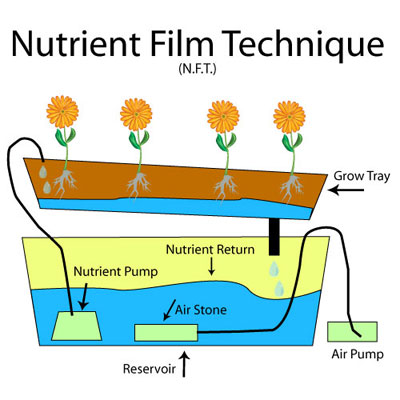 Nutrient Film Technique
(N.F.T.)
Grow Tray
Nutrient Return
Nutrient Pump
Air Stone
Air Pump
Reservoir